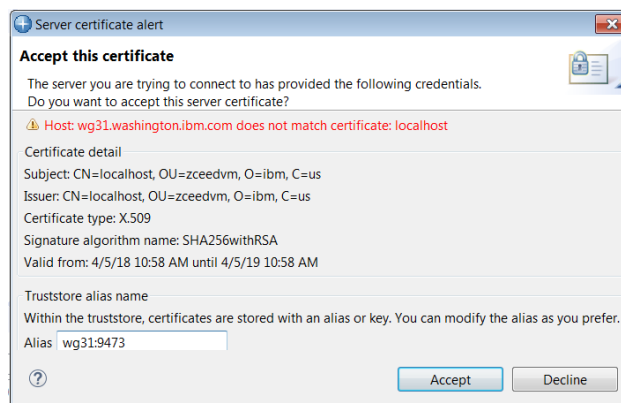 Server certificate alert
Accept this certificate
The server you are trying to connect to has provided the following credentials.
Do you want to accept this server certificate?
Host: wg31.washington.ibm.com does not match certificate: localhost
Certificate detail
Subject: CN=localhost, OU=zceedvm, O=ibm, C=us
Issuer: CN=localhost, OU=zceedvm, O=ibm, C=us
Certificate type: X.509
Signature algorithm name: SHA256withRSA
Valid from: 4/5/18 10:58 AM until 4/5/19 10:58 AM
Truststore alias name
Within the truststore, certificates are stored with an alias or key. You can modify the alias as you prefer.
Alias wg31:9473
? Accept Decline